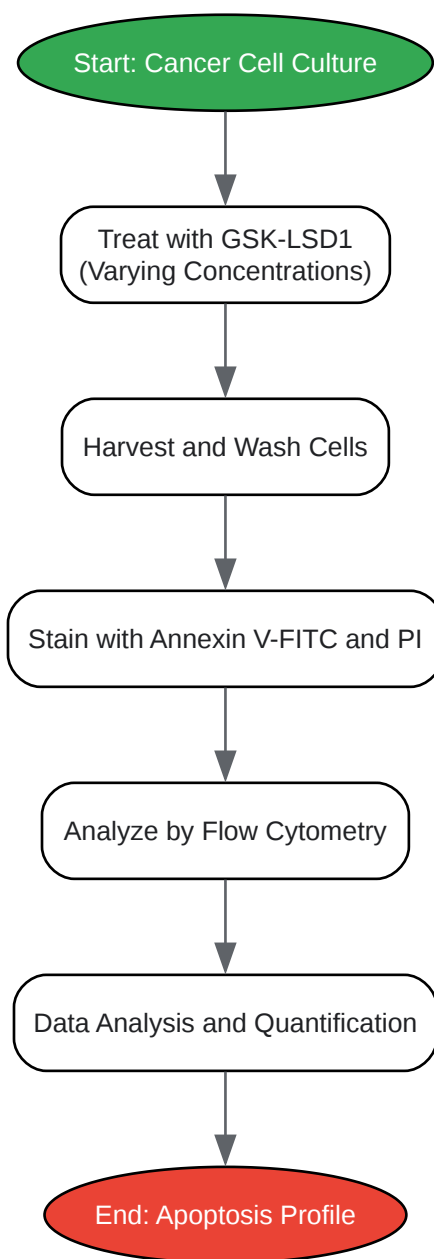 Start: Cancer Cell Culture
Treat with GSK-LSD1
(Varying Concentrations)
Harvest and Wash Cells
Stain with Annexin V-FITC and PI
Analyze by Flow Cytometry
Data Analysis and Quantification
End: Apoptosis Profile